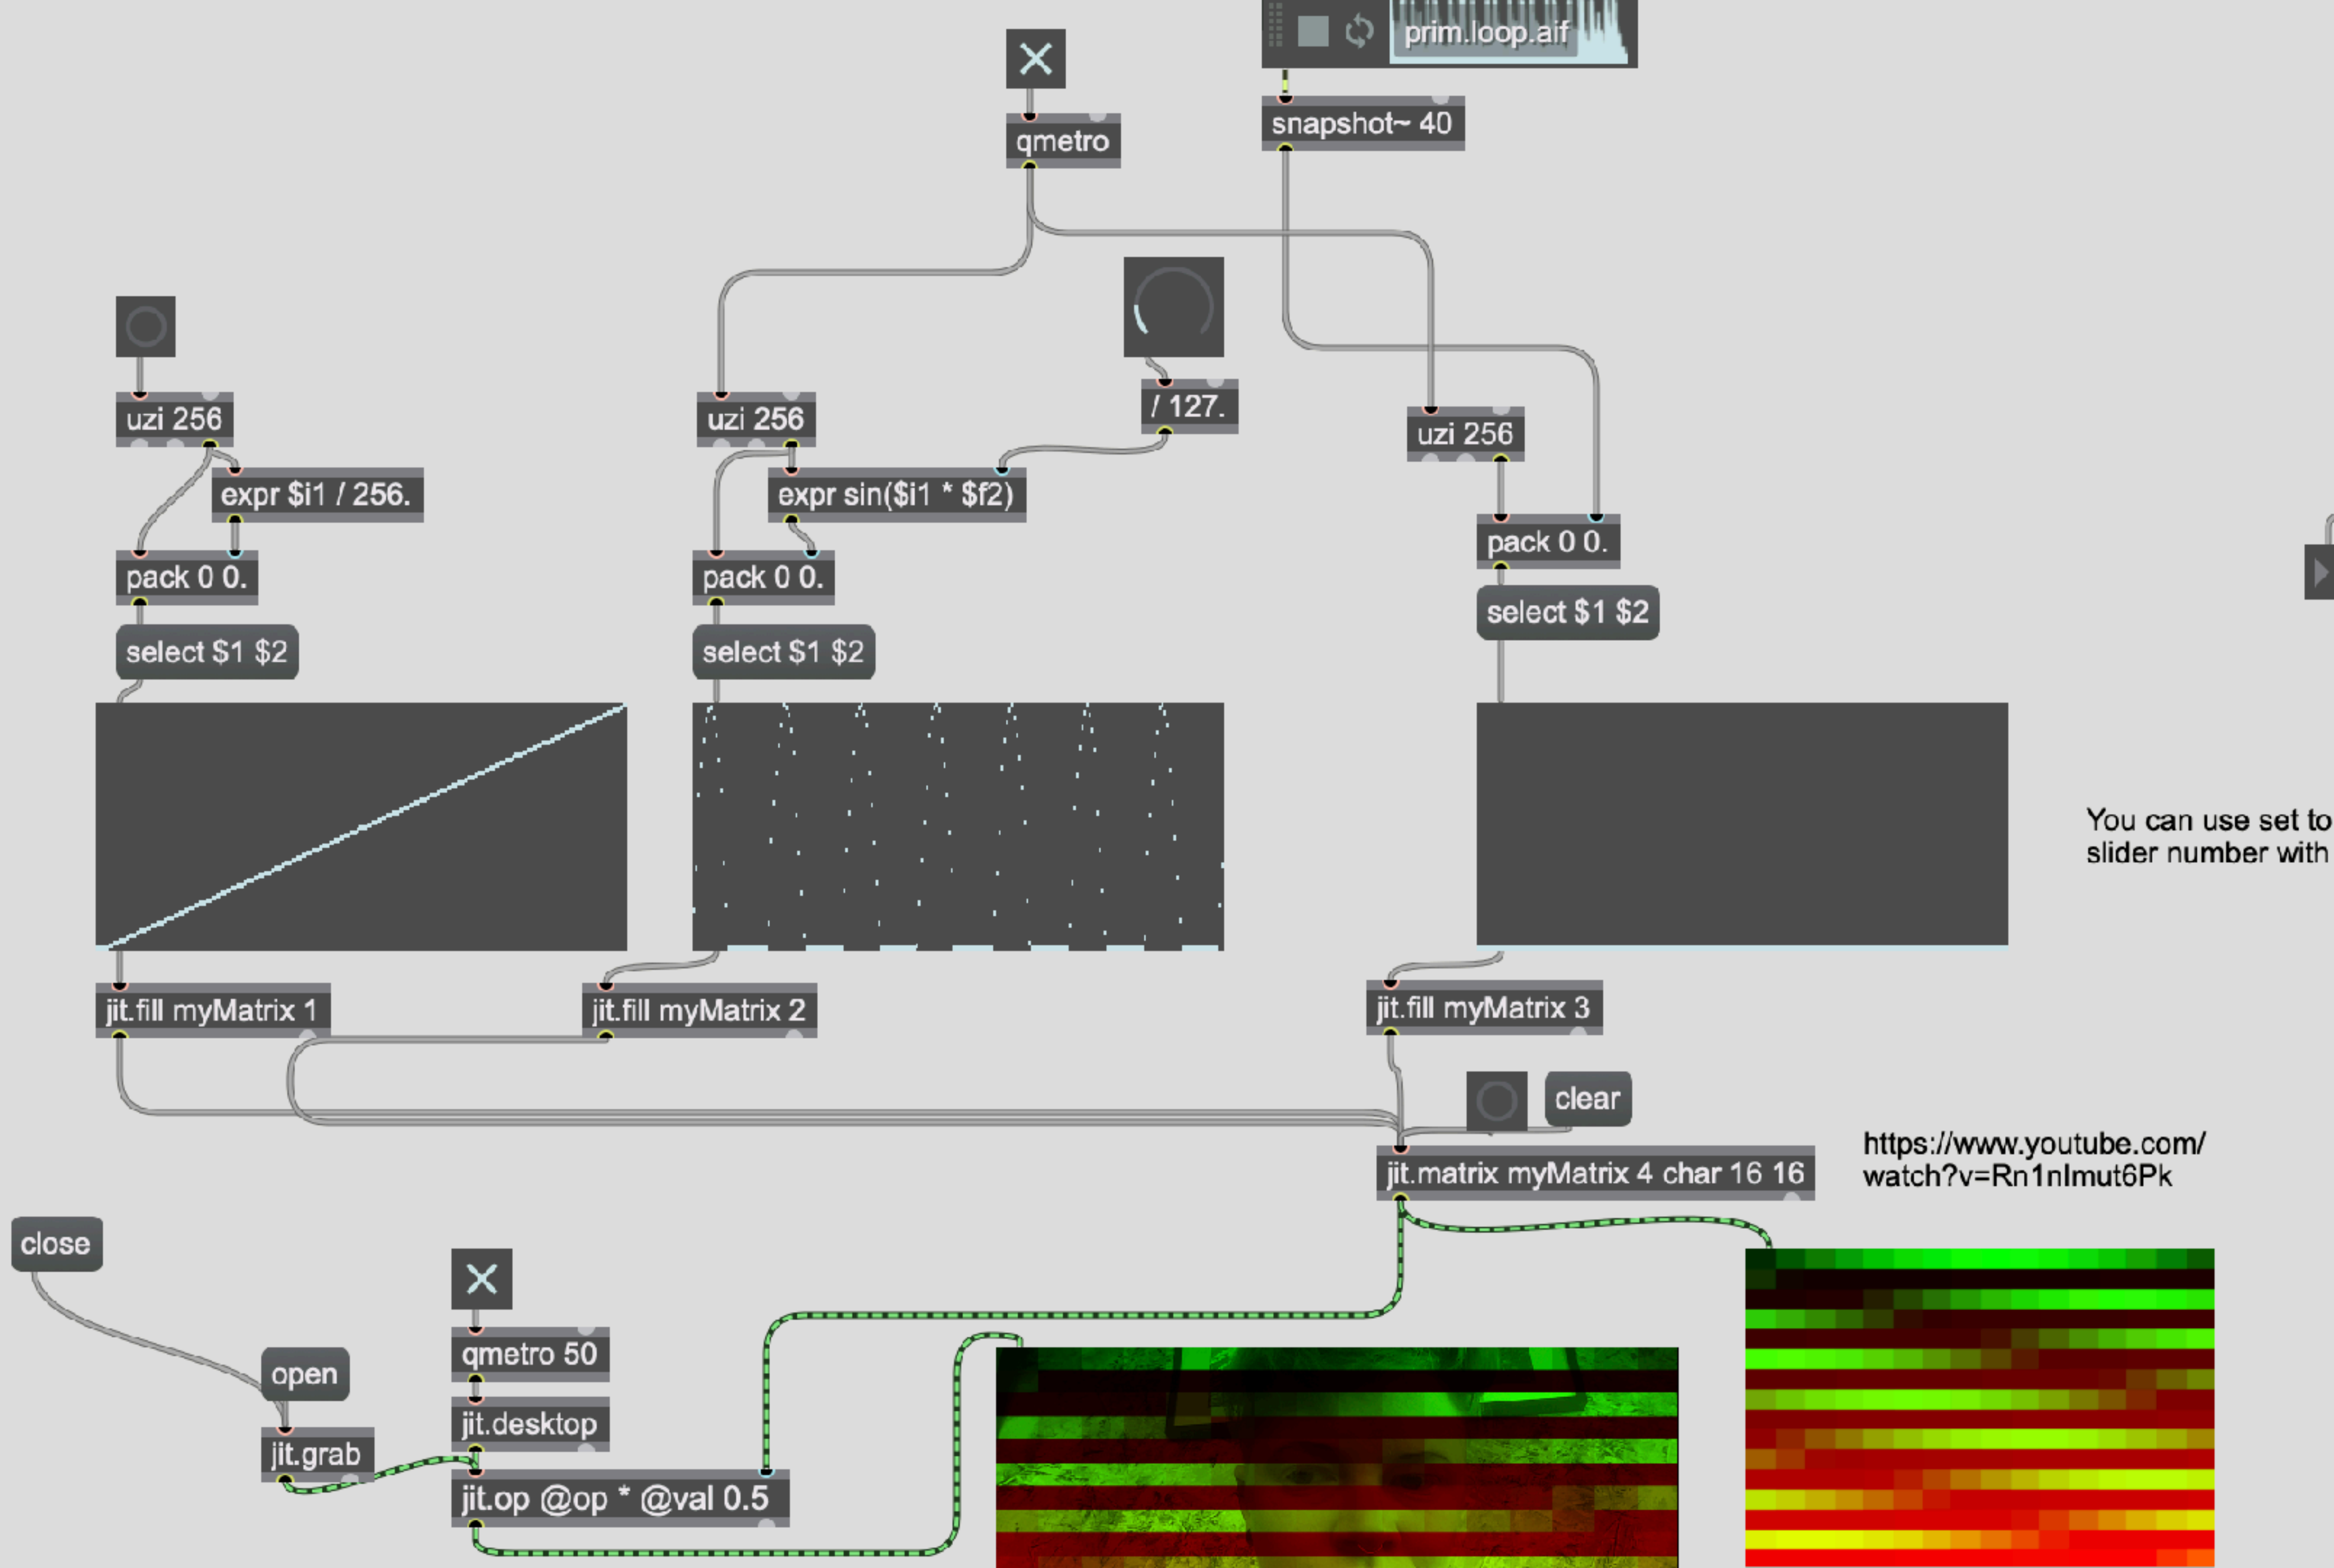 prim.loop.aif
qmetro
snapshot~ 40
/ 127.
uzi 256
uzi 256
uzi 256
expr $i1 / 256.
expr sin($i1 * $f2)
pack 0 0.
pack 0 0.
pack 0 0.
select $1 $2
select $1 $2
select $1 $2
You can use set to
slider number with
jit.fill myMatrix 1
jit.fill myMatrix 2
jit.fill myMatrix 3
clear
jit.matrix myMatrix 4 char 16 16
https://www.youtube.com/
watch?v=Rn1nImut6Pk
close
open
qmetro 50
jit.desktop
jit.grab
jit.op @op * @val 0.5